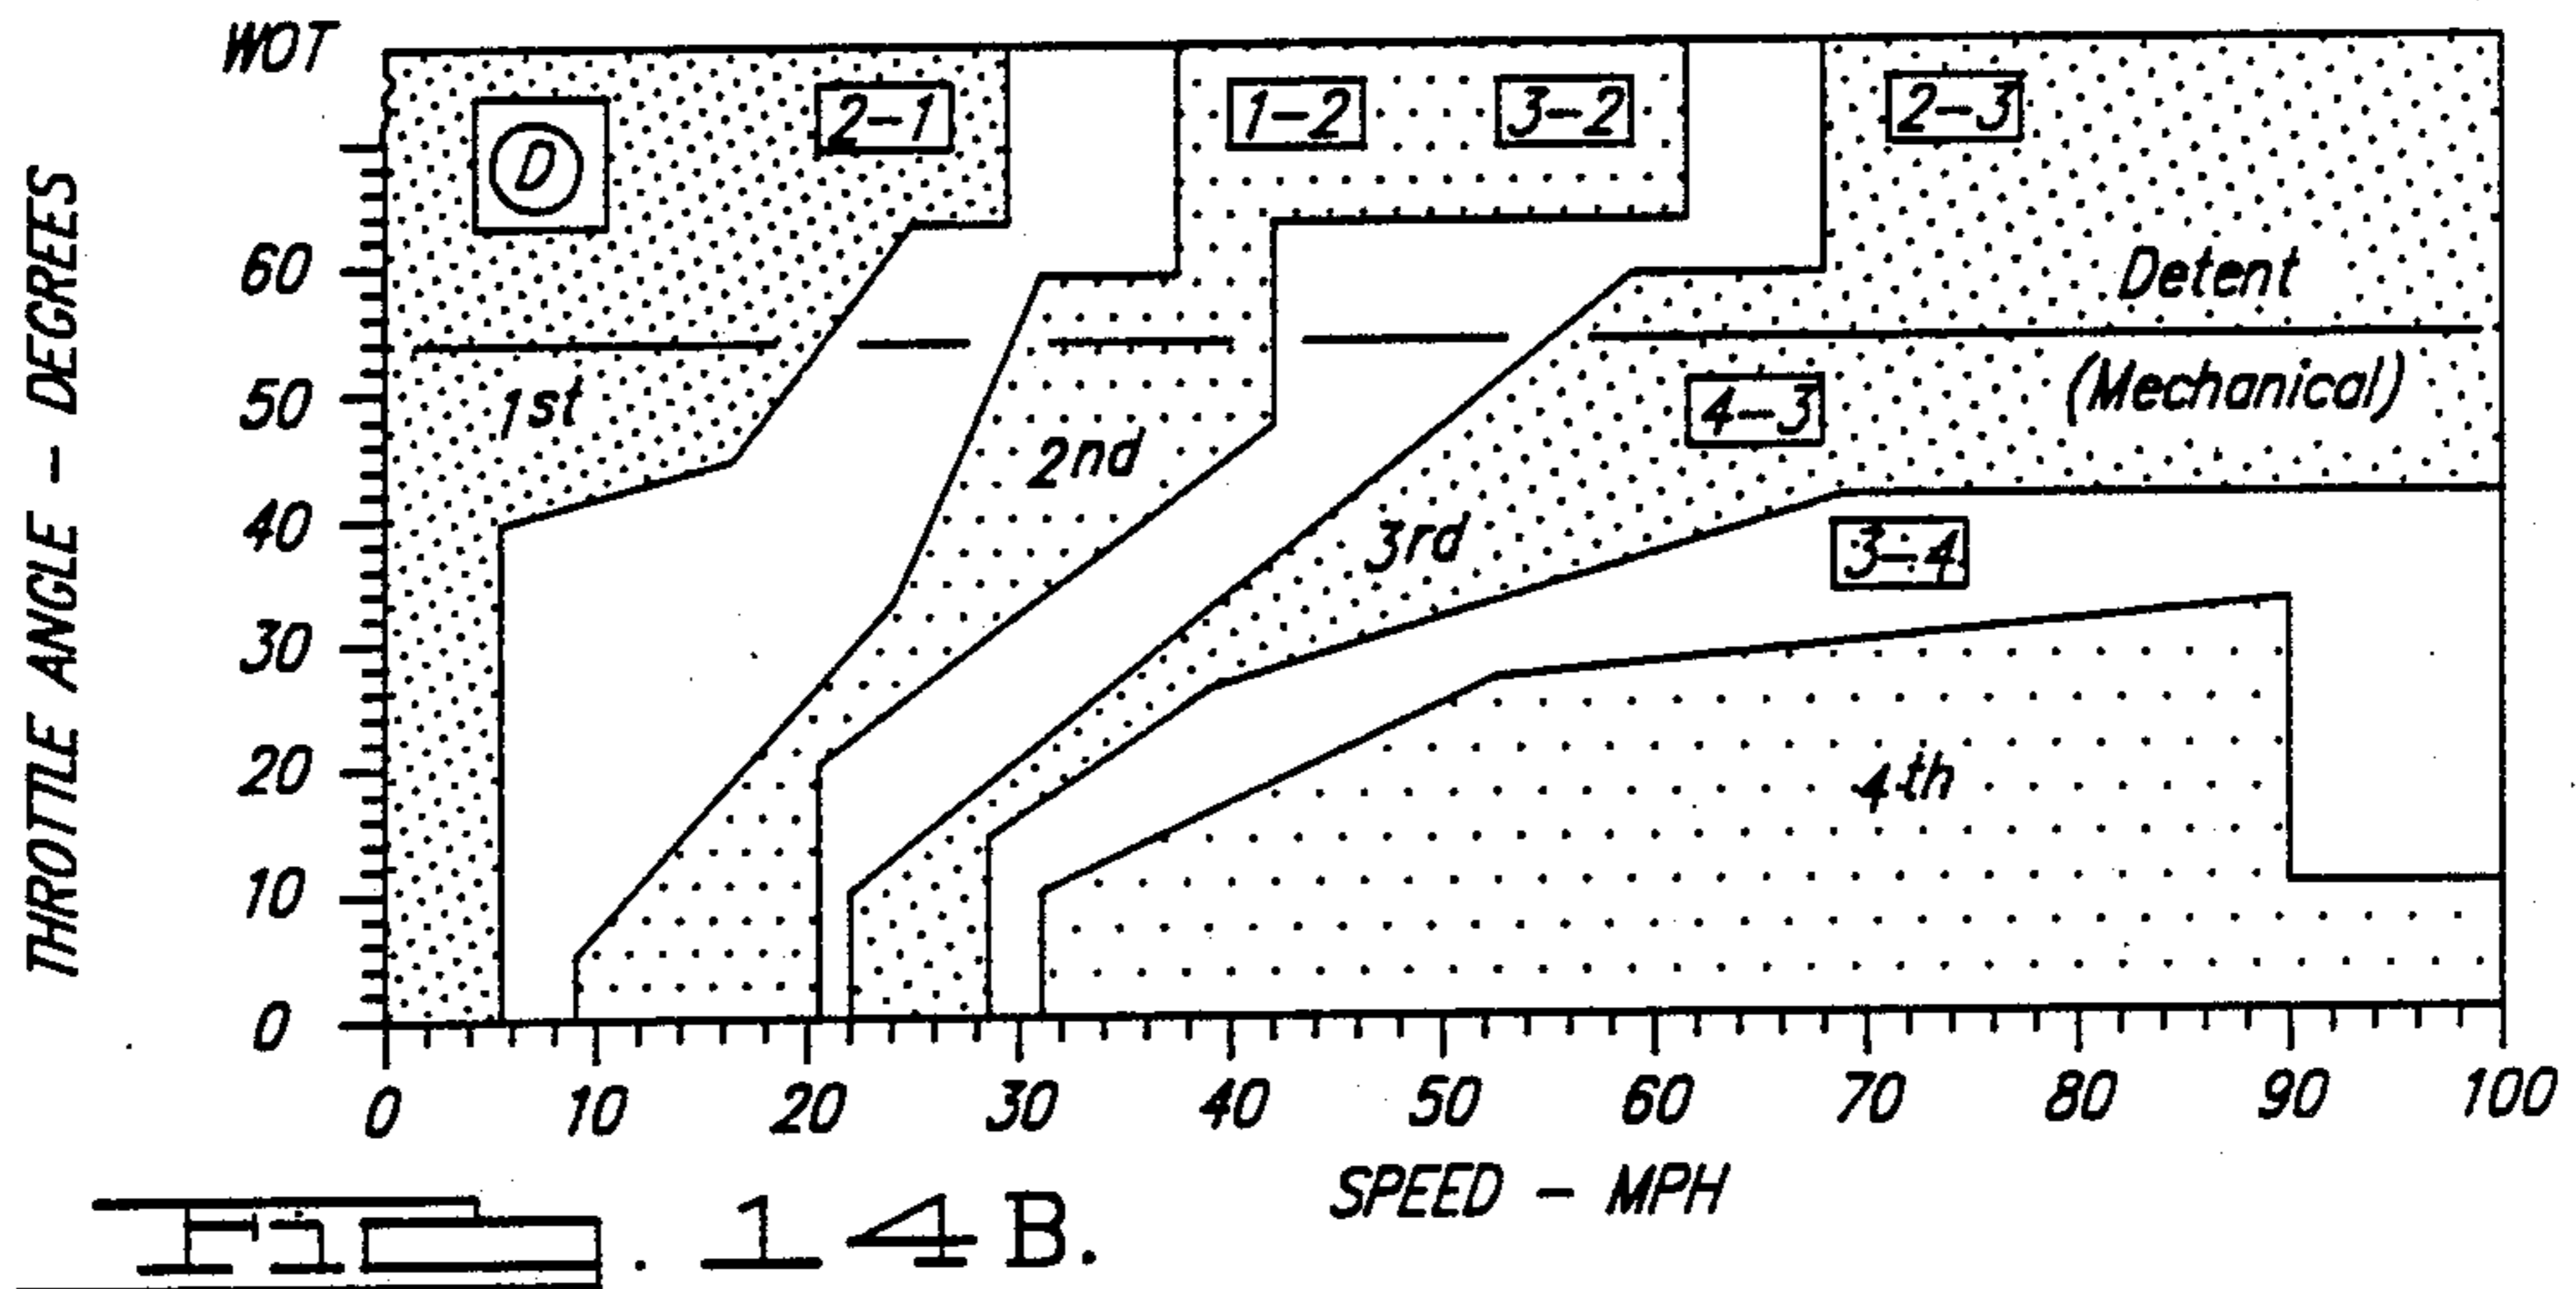 WOT
D
2-1
1-2
3-2
2-3
THROTTLE ANGLE - DEGREES
60
50
40
30
20
10
0
Detent
(Mechanical)
1st
2nd
3rd
4th
4-3
3-4
0 10 20 30 40 50 60 70 80 90 100
SPEED - MPH
Fig. 14B.